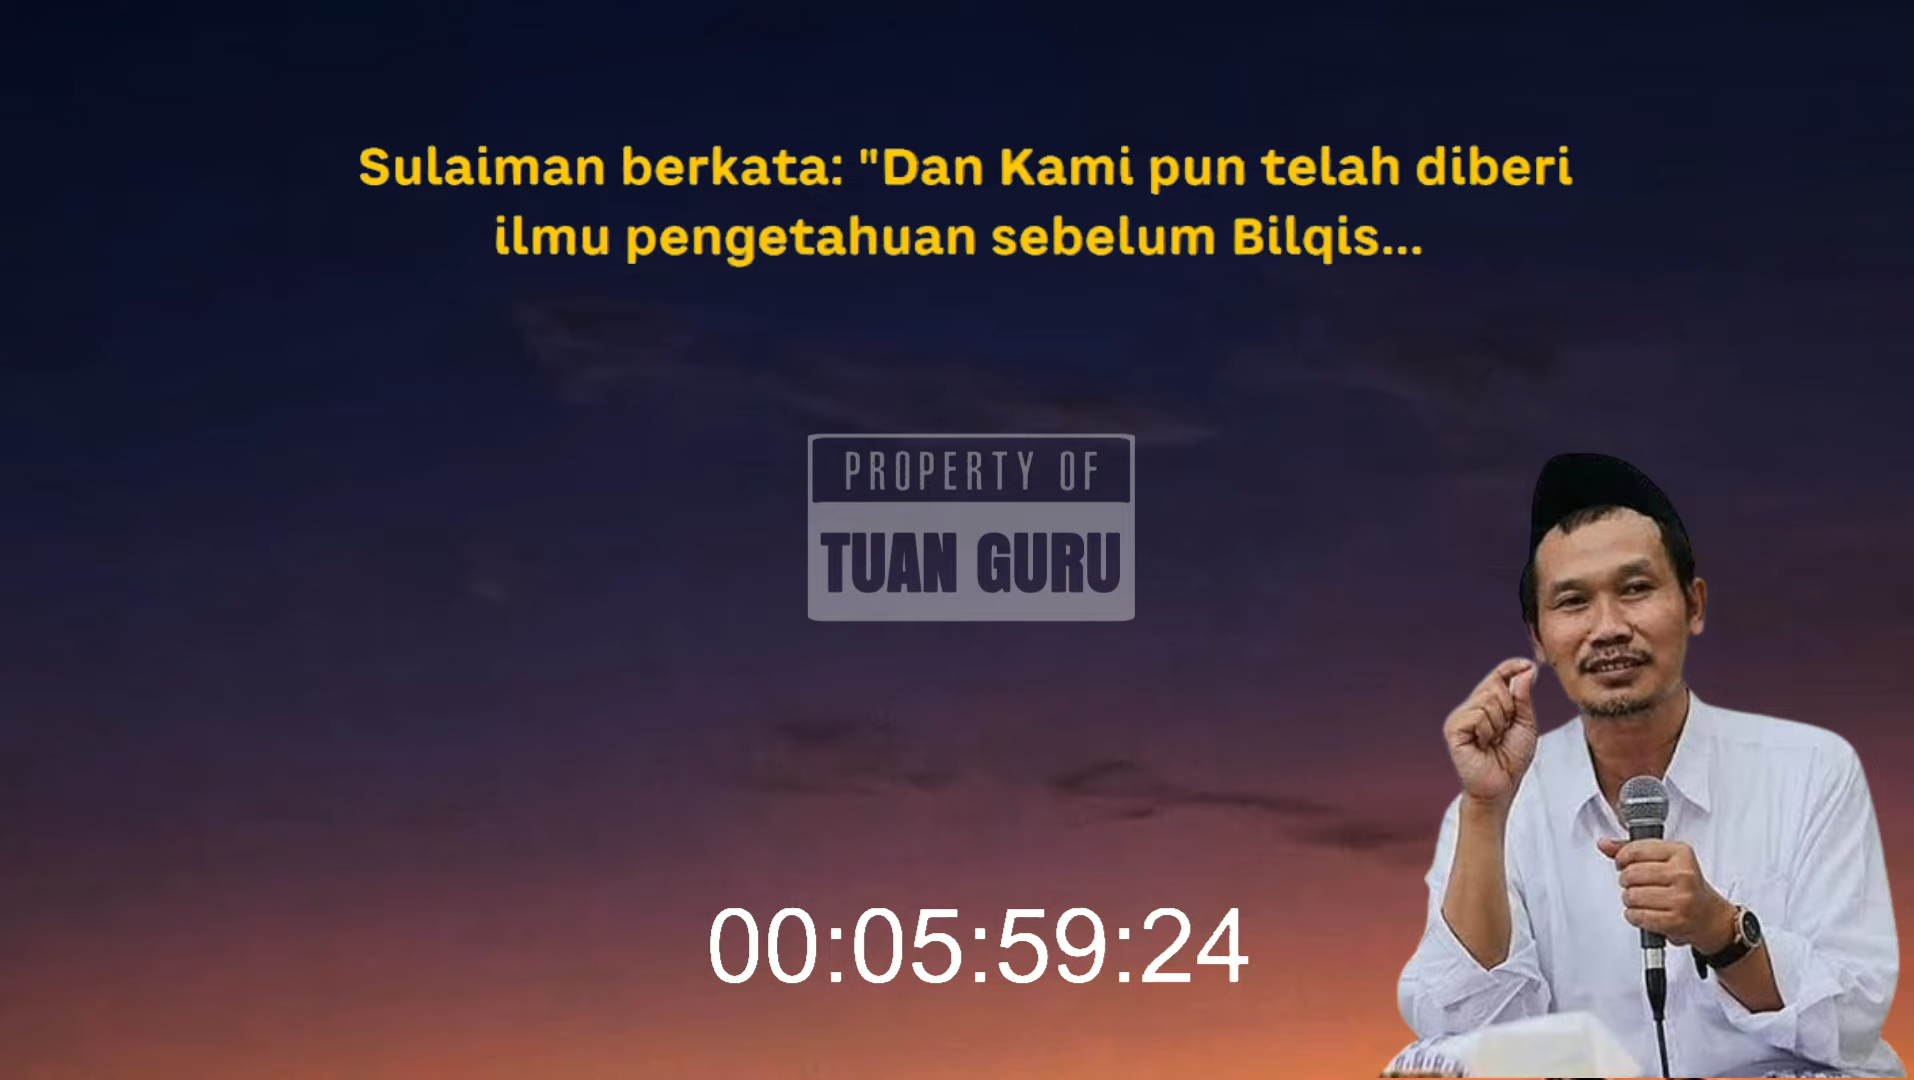 Sulaiman berkata: "Dan Kami pun telah diberi
ilmu pengetahuan sebelum Bilqis...
PROPERTY OF
TUAN GURU
00:05:59:24